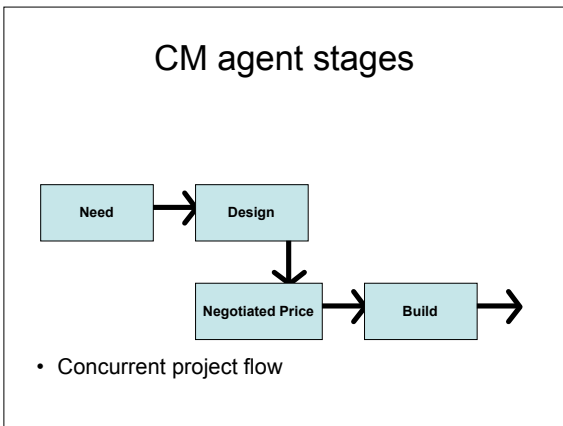 CM agent stages
Need
Design
Negotiated Price
Build
• Concurrent project flow